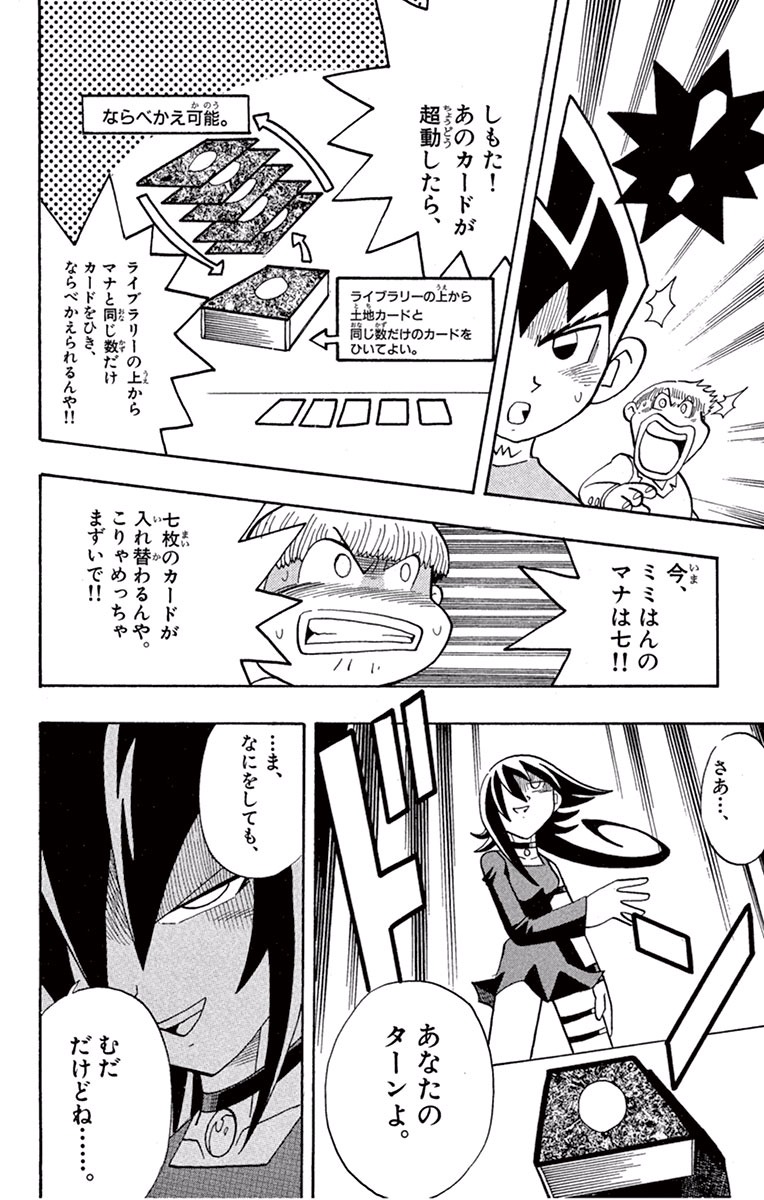 しもた！
あのカードが
超動したら、
ならべかえ可能。
ライブラリーの上から
土地カードと
同じ数だけのカードを
ひいてよい。
ライブラリーの上から
マナと同じ数だけ
カードをひき、
ならべかえられるんや!!
今、
ミミはんの
マナは七!!
七枚のカードが
入れ替わるんや。
こりゃめっちゃ
まずいで!!
さあ…、
あなたの
ターンよ。
…ま、
なにをしても、
むだ
だけどね……。